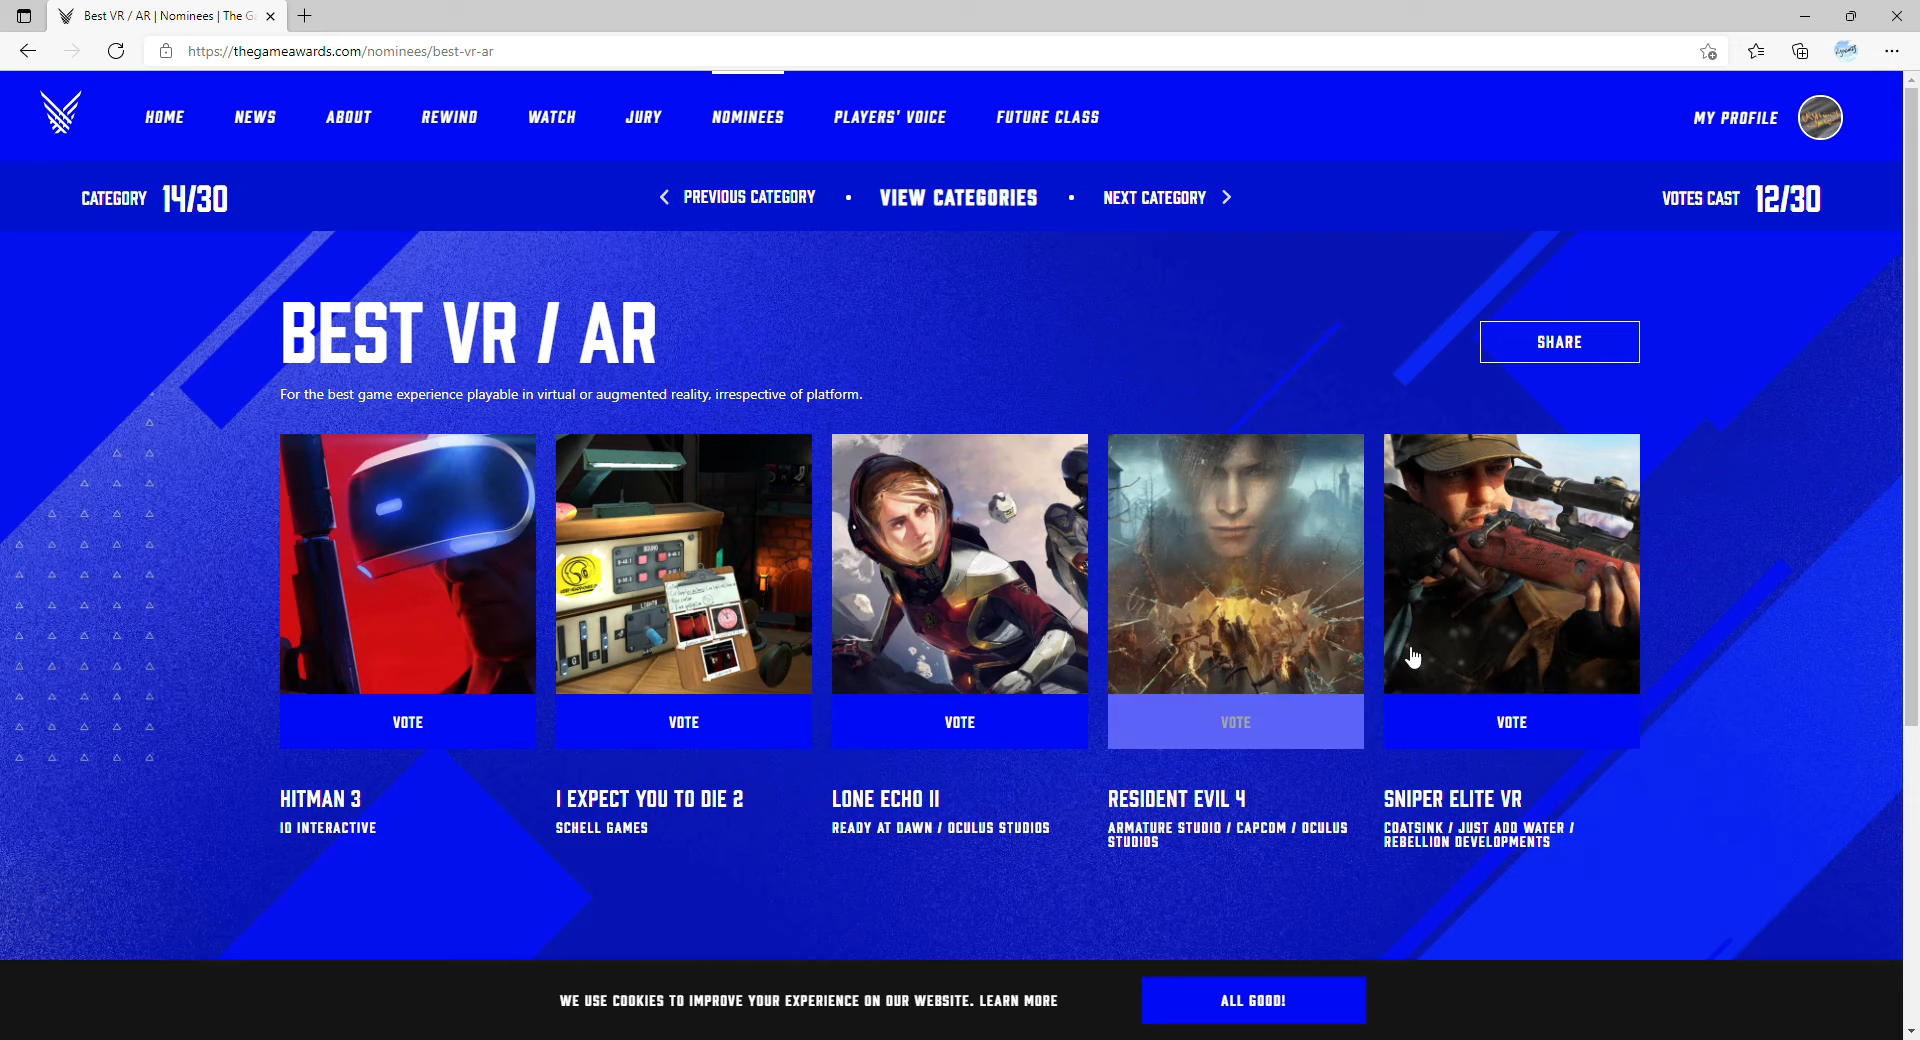 Best VR / AR | Nominees | The G
https://thegameawards.com/nominees/best-vr-ar
HOME NEWS ABOUT REWIND WATCH JURY NOMINEES PLAYERS' VOICE FUTURE CLASS MY PROFILE
CATEGORY 14/30 PREVIOUS CATEGORY • VIEW CATEGORIES • NEXT CATEGORY VOTES CAST 12/30
BEST VR / AR
SHARE
For the best game experience playable in virtual or augmented reality, irrespective of platform.
VOTE VOTE VOTE VOTE VOTE
HITMAN 3
IO INTERACTIVE
I EXPECT YOU TO DIE 2
SCHELL GAMES
LONE ECHO II
READY AT DAWN / OCULUS STUDIOS
RESIDENT EVIL 4
ARMATURE STUDIO / CAPCOM / OCULUS
STUDIOS
SNIPER ELITE VR
COATSINK / JUST ADD WATER /
REBELLION DEVELOPMENTS
WE USE COOKIES TO IMPROVE YOUR EXPERIENCE ON OUR WEBSITE. LEARN MORE
ALL GOOD!